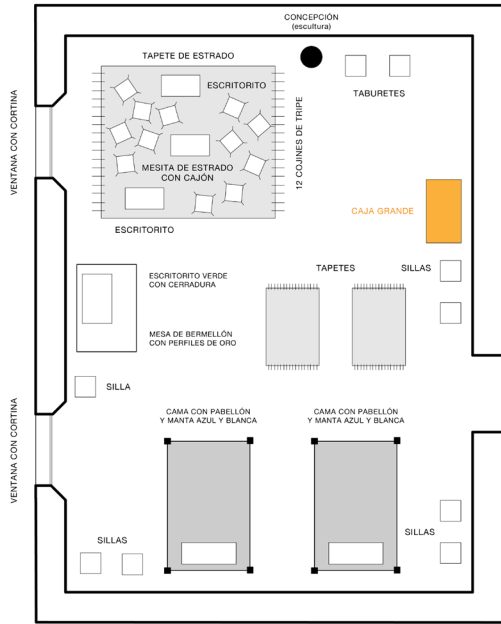 CONCEPCIÓN
(escultura)
TAPETE DE ESTRADO
TABURETES
ESCRITORITO
VENTANA CON CORTINA
12 COJINES DE TRIPE
MESITA DE ESTRADO
CON CAJÓN
CAJA GRANDE
ESCRITORITO
ESCRITORITO VERDE
CON CERRADURA
TAPETES
SILLAS
MESA DE BERMELLÓN
CON PERFILES DE ORO
SILLA
VENTANA CON CORTINA
CAMA CON PABELLÓN
Y MANTA AZUL Y BLANCA
CAMA CON PABELLÓN
Y MANTA AZUL Y BLANCA
SILLAS
SILLAS